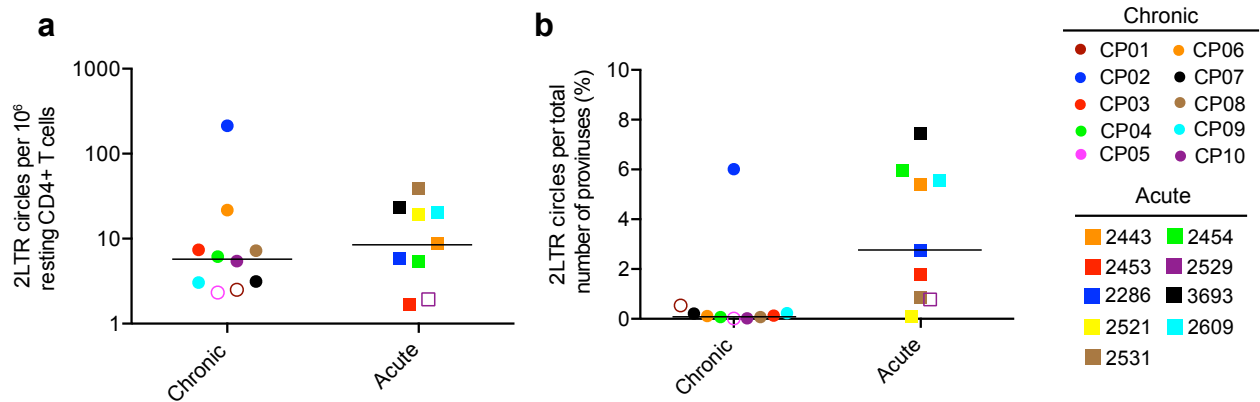 a
2LTR circles per 10⁶
resting CD4+ T cells
1000
100
10
1
Chronic
Acute
b
2LTR circles per total
number of proviruses (%)
10
8
6
4
2
0
Chronic
Acute
Chronic
CP01 CP06
CP02 CP07
CP03 CP08
CP04 CP09
CP05 CP10
Acute
2443 2454
2453 2529
2286 3693
2521 2609
2531